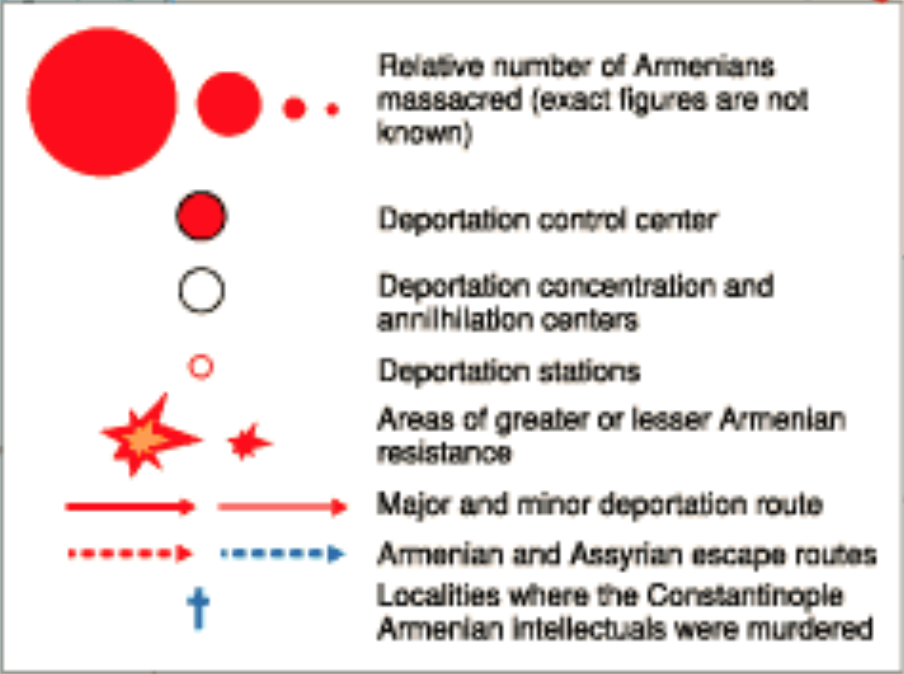 Relative number of Armenians
massacred (exact figures are not
known)
Deportation control center
Deportation concentration and
annilhilation centers
Deportation stations
Areas of greater or lesser Armenian
resistance
Major and minor deportation route
Armenian and Assyrian escape routes
Localities where the Constantinople
Armenian intellectuals were murdered